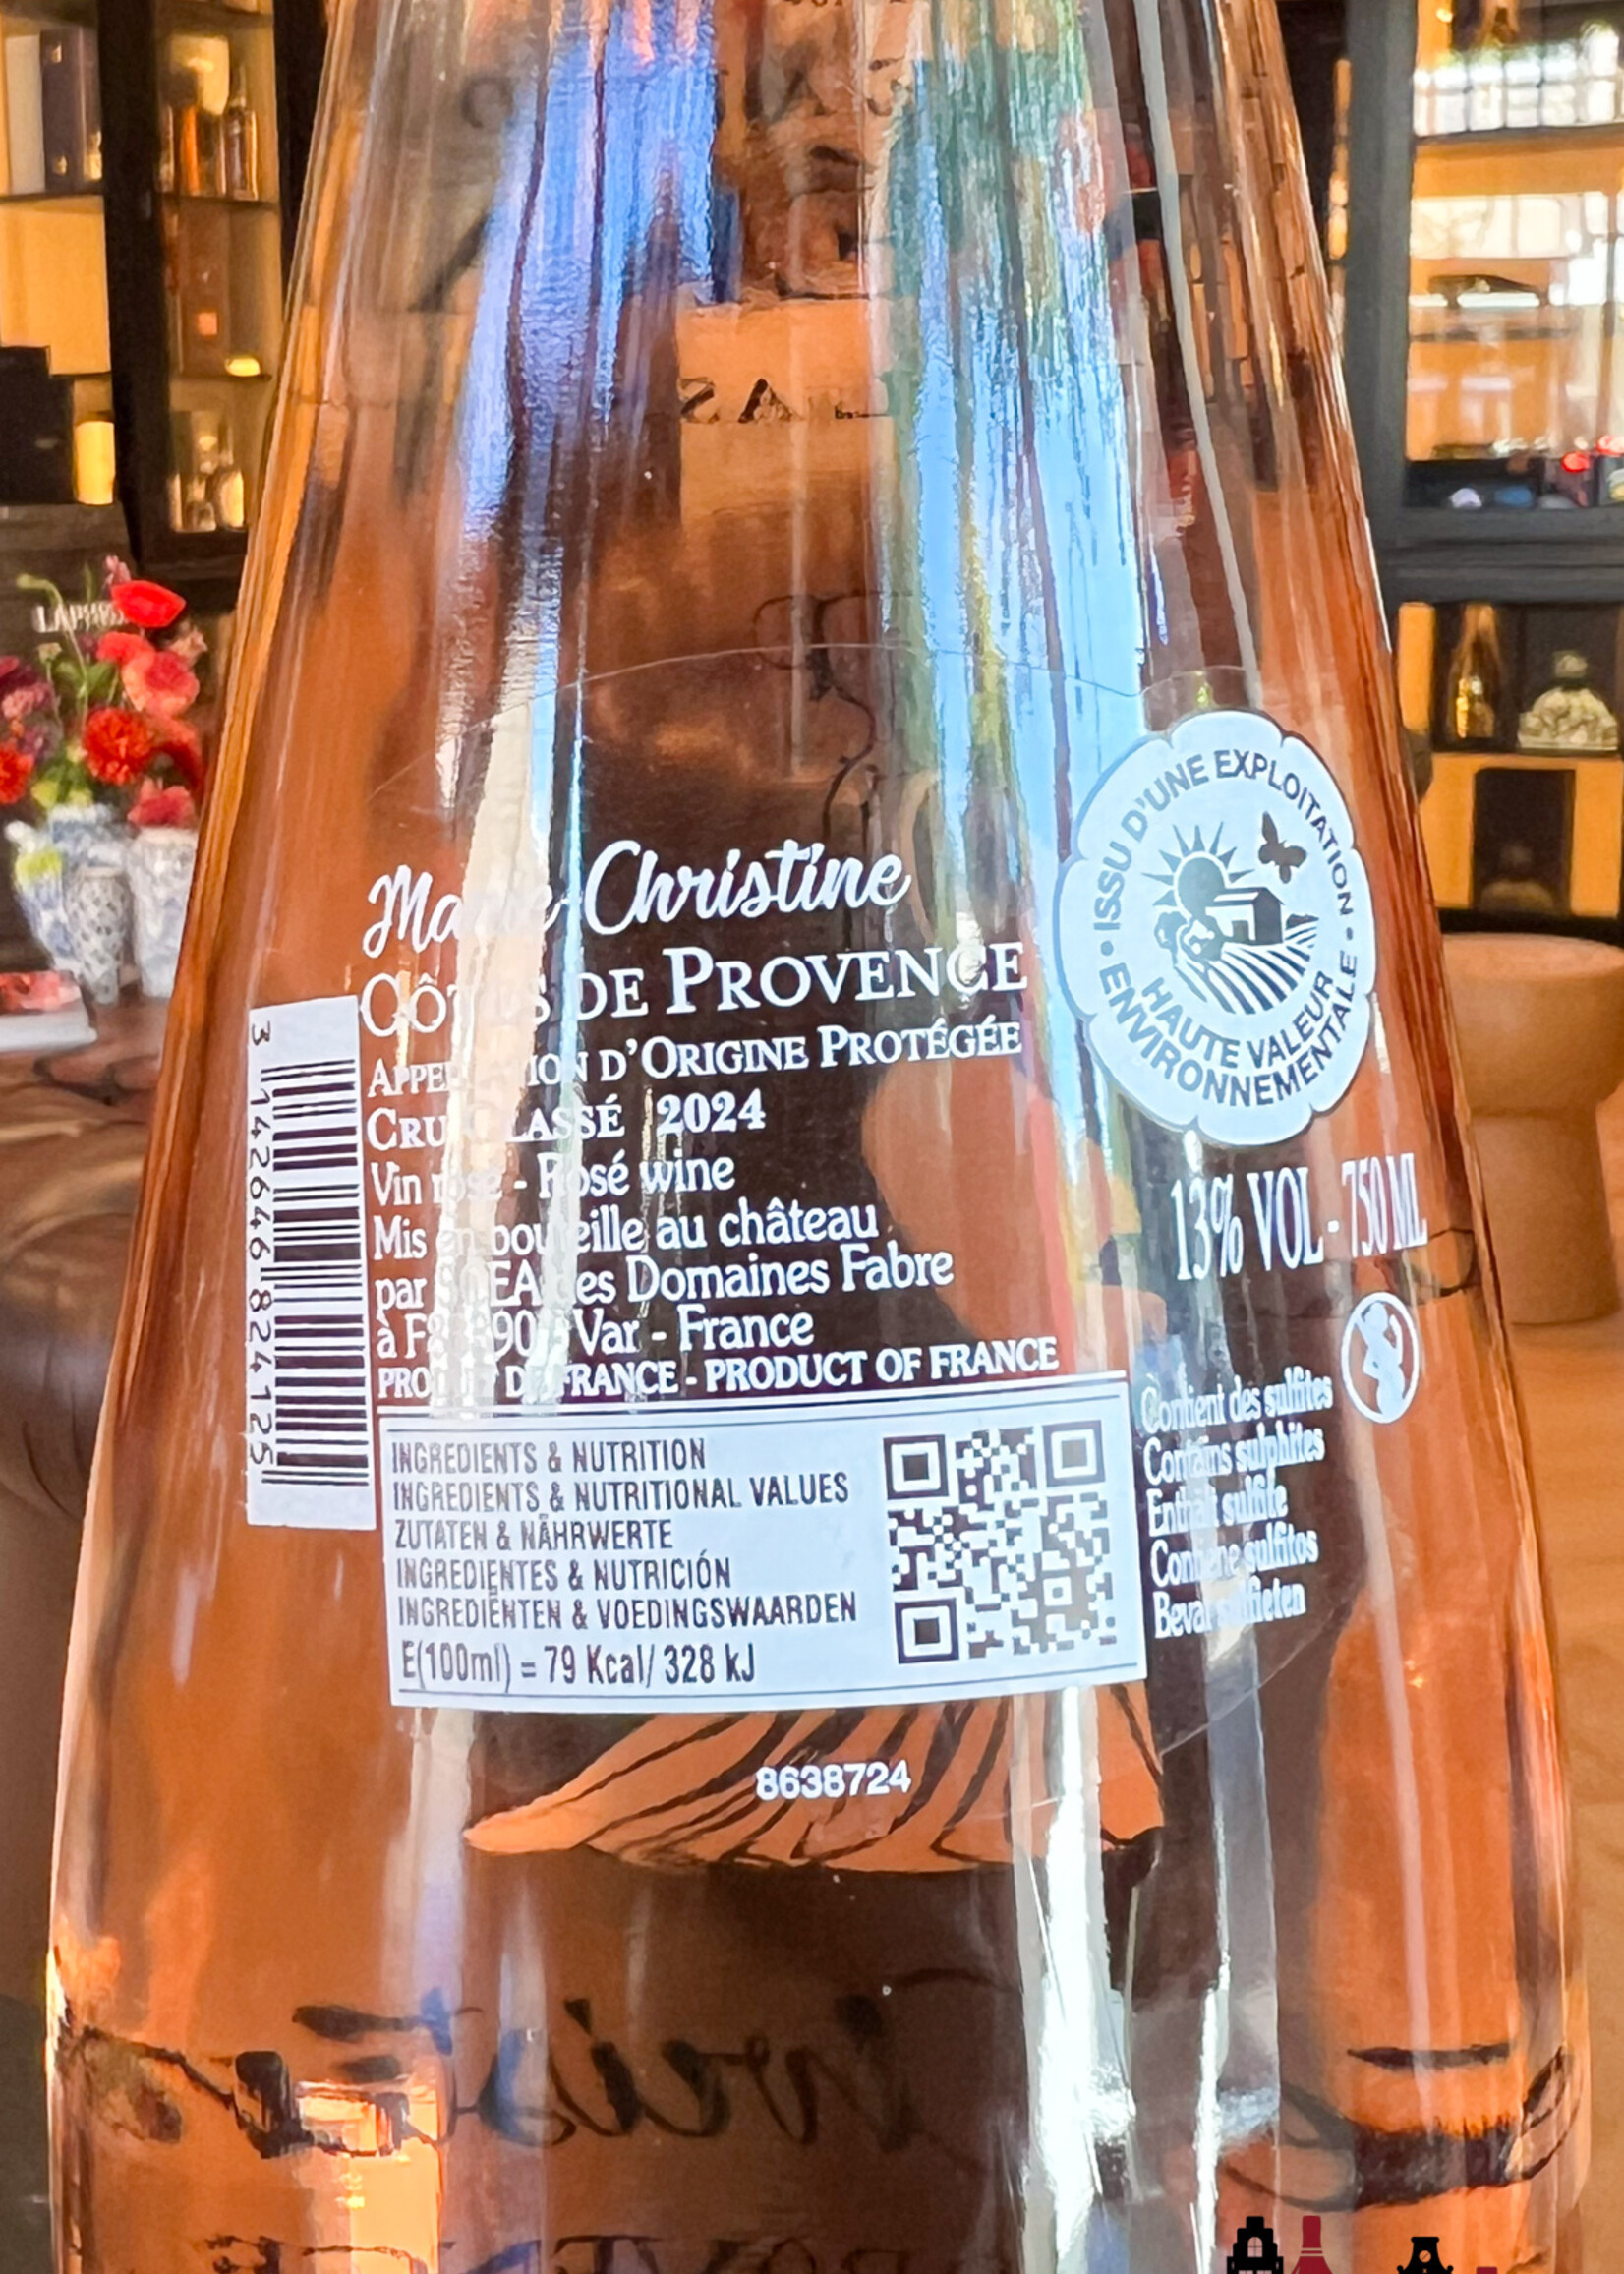 Christine
DE PROVENCE
D'ORIGINE PROTÉGÉE
CRU CLASSÉ 2024
Vin rosé - Rosé wine
Mis en bouteille au château
par SCEA des Domaines Fabre
à Var - France
PRODUIT DE FRANCE - PRODUCT OF FRANCE
3 142646 824125
• ISSU D'UNE EXPLOITATION •
HAUTE VALEUR
ENVIRONNEMENTALE
13% VOL - 750 ML
INGREDIENTS & NUTRITION
INGREDIENTS & NUTRITIONAL VALUES
ZUTATEN & NÄHRWERTE
INGREDIENTES & NUTRICIÓN
INGREDIËNTEN & VOEDINGSWAARDEN
E(100ml) = 79 Kcal/ 328 kJ
Contient des sulfites
Contains sulphites
Enthält sulfite
Contiene sulfitos
Bevat sulfieten
8638724